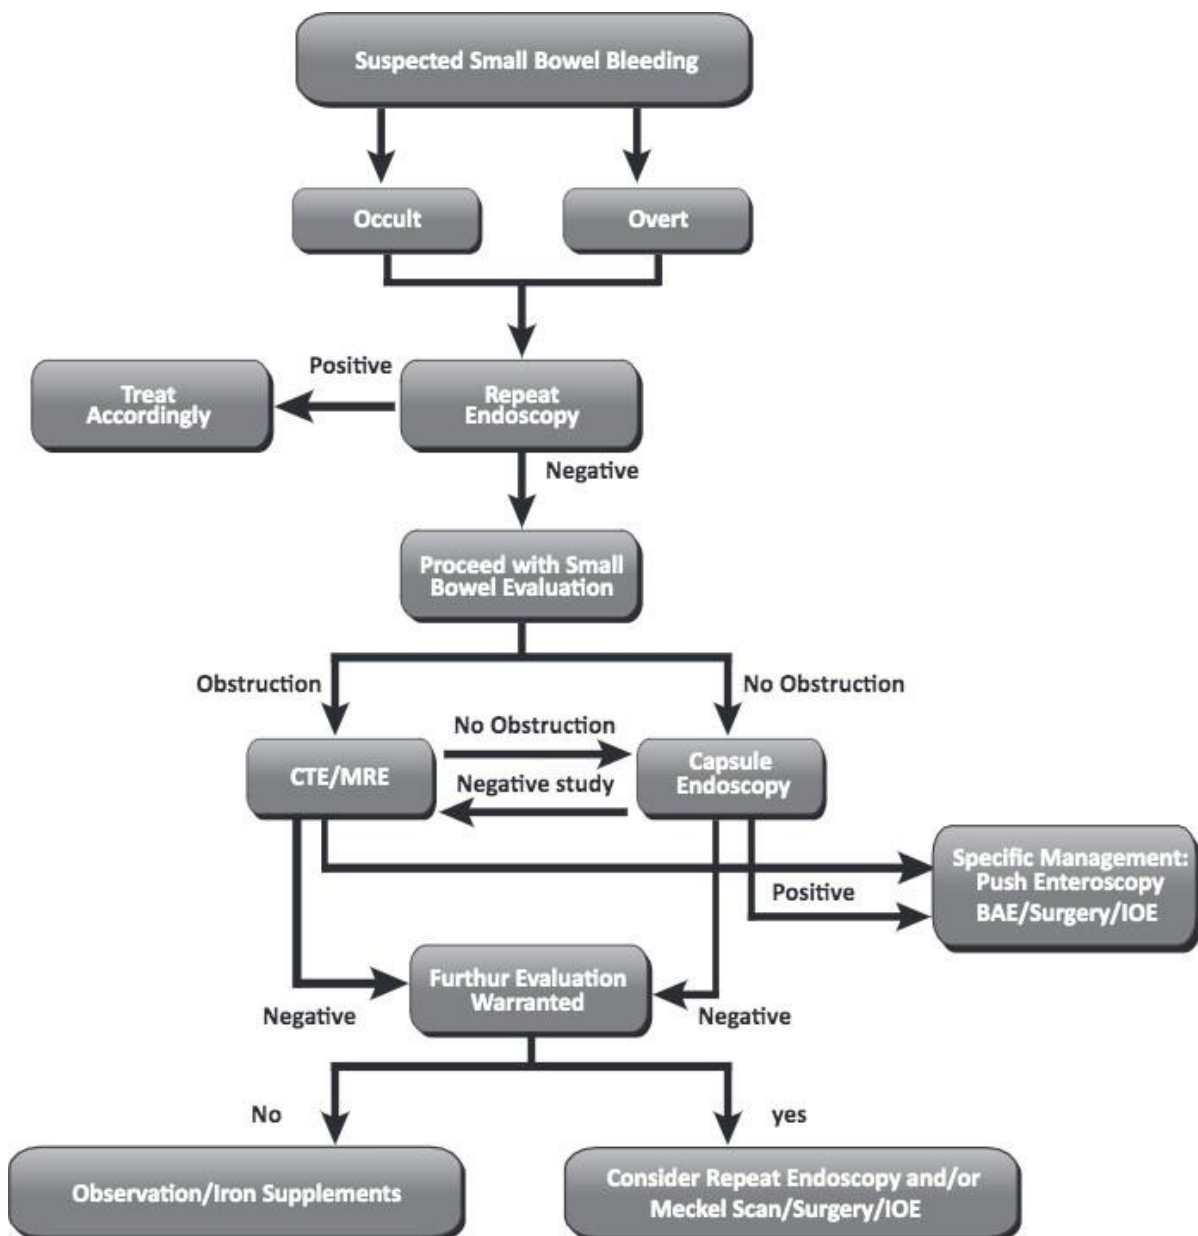 Suspected Small Bowel Bleeding
Occult
Overt
Positive
Treat
Accordingly
Repeat
Endoscopy
Negative
Proceed with Small
Bowel Evaluation
Obstruction
No Obstruction
No Obstruction
CTE/MRE
Negative study
Capsule
Endoscopy
Specific Management:
Push Enteroscopy
BAE/Surgery/IOE
Positive
Furthur Evaluation
Warranted
Negative
Negative
No
yes
Observation/Iron Supplements
Consider Repeat Endoscopy and/or
Meckel Scan/Surgery/IOE